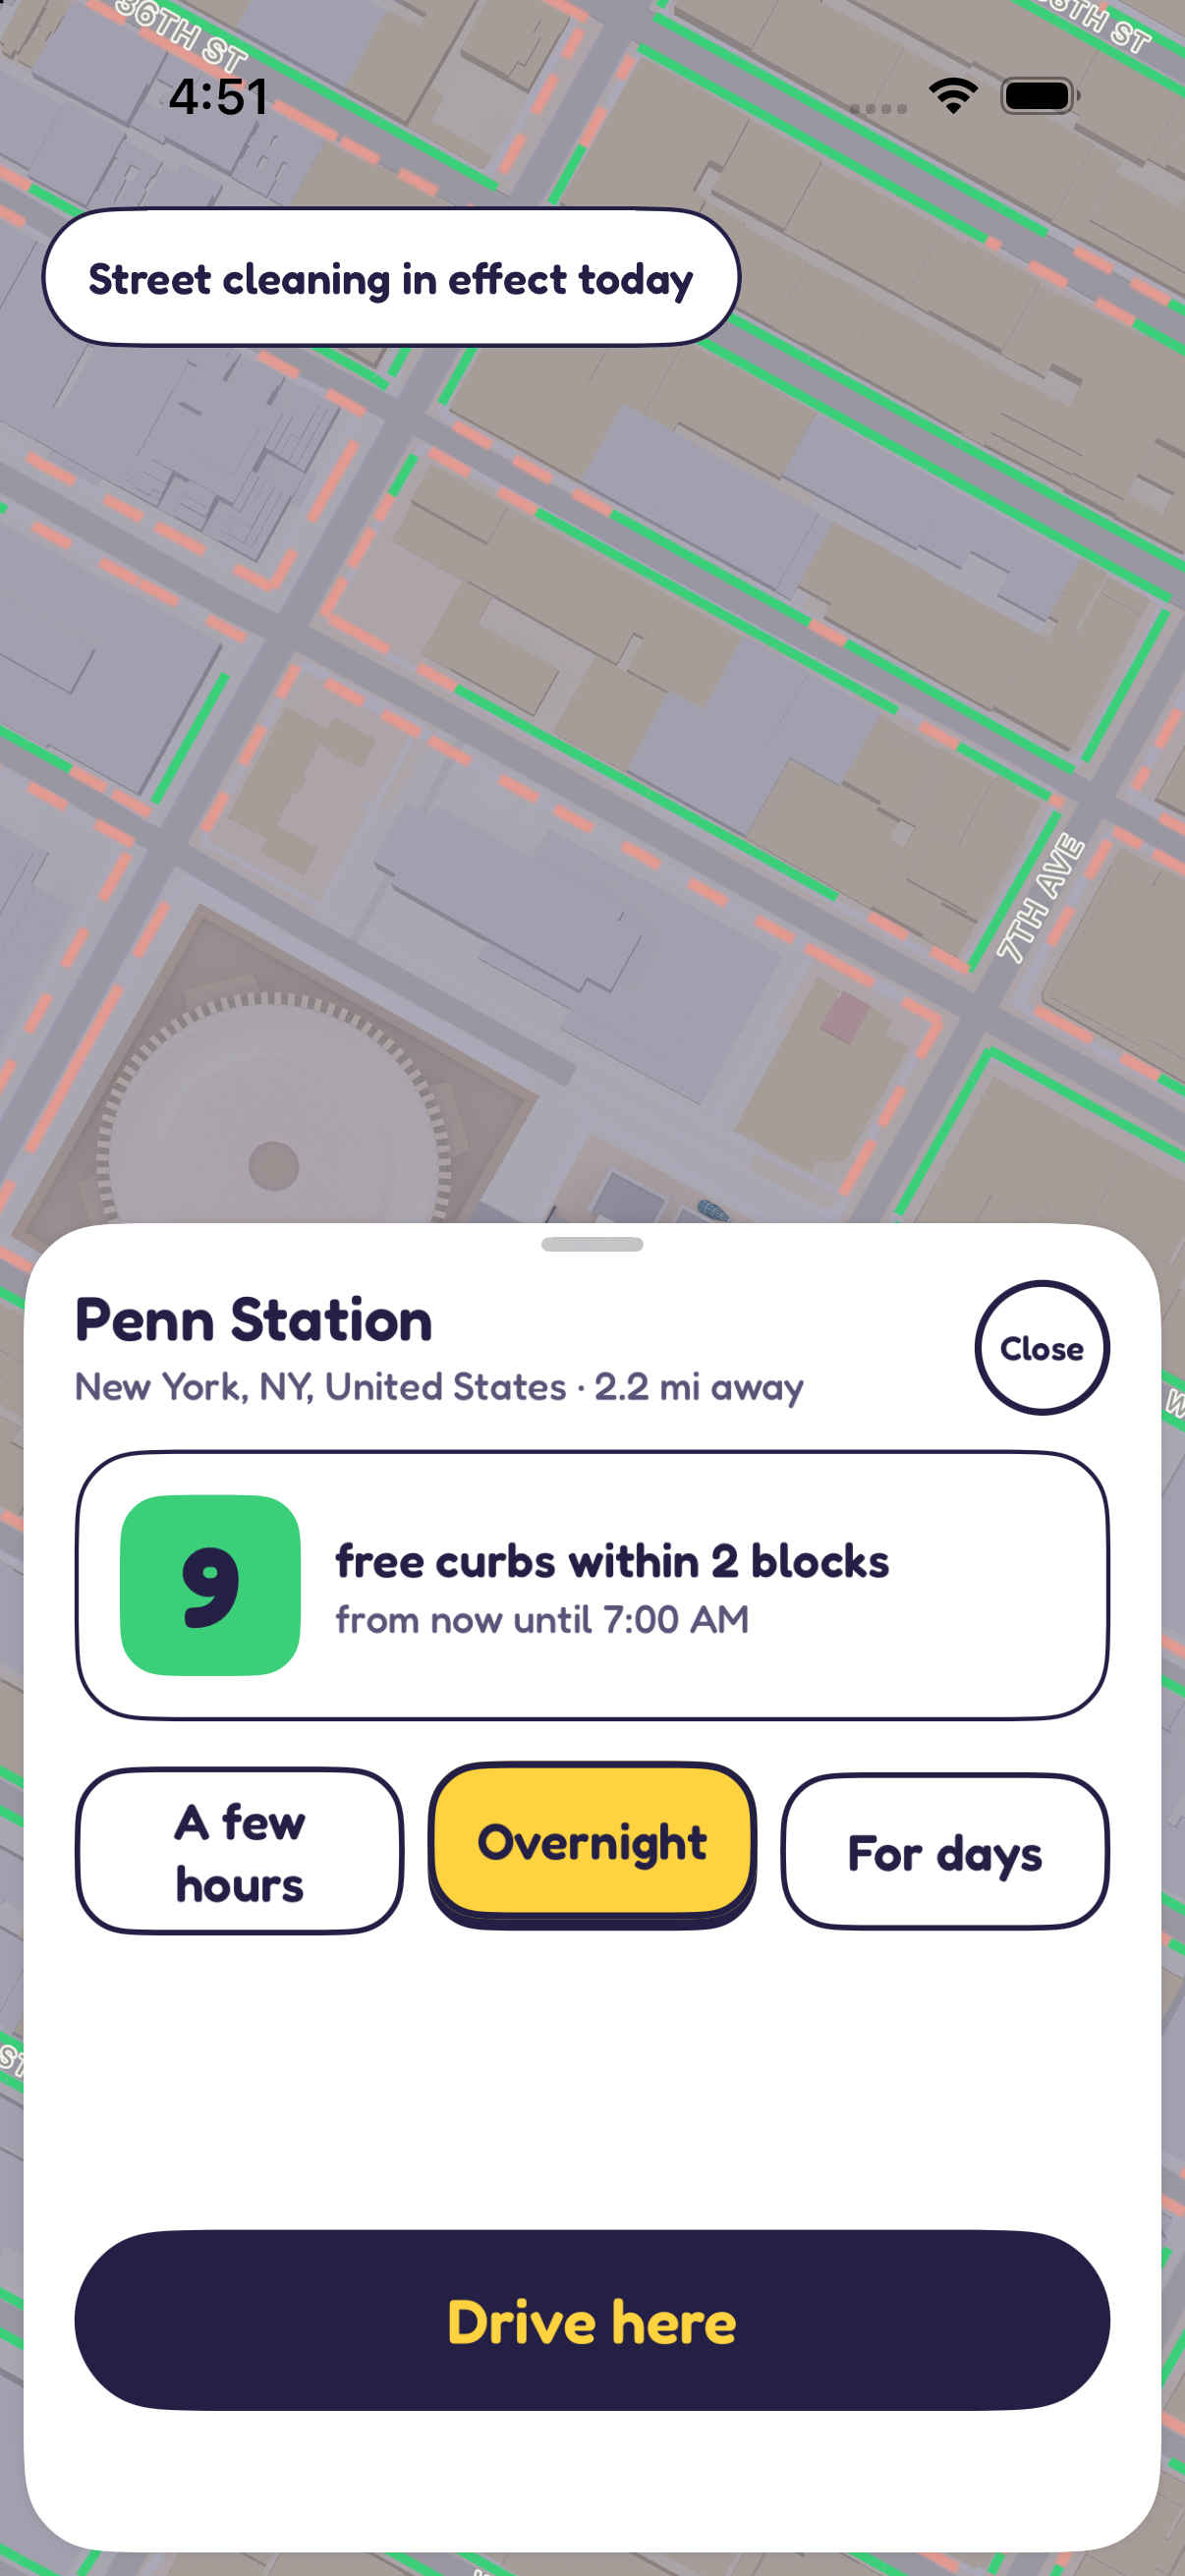 36TH ST
38TH ST
4:51
Street cleaning in effect today
7TH AVE
Penn Station
New York, NY, United States · 2.2 mi away
Close
9
free curbs within 2 blocks
from now until 7:00 AM
A few
hours
Overnight
For days
Drive here